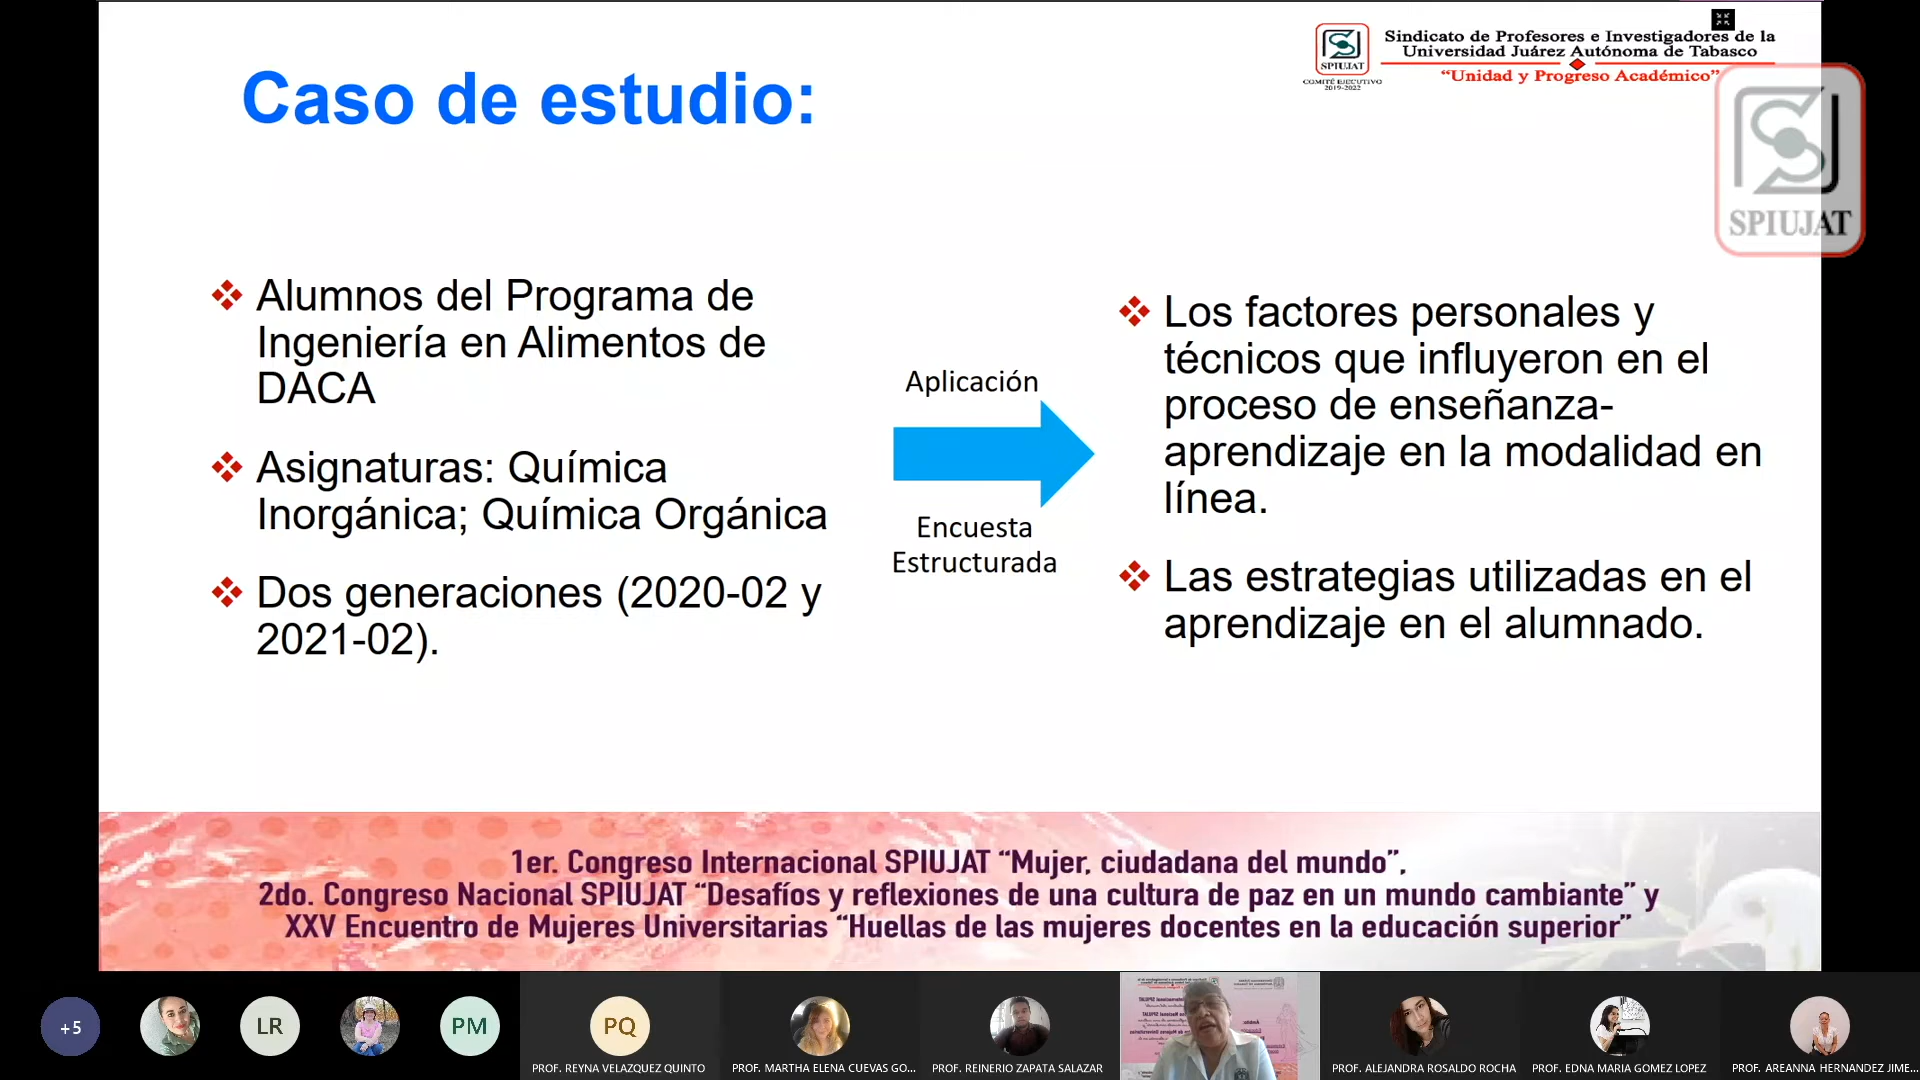 Sindicato de Profesores e Investigadores de la
Universidad Juárez Autónoma de Tabasco
"Unidad y Progreso Académico"
SPIUJAT
COMITÉ EJECUTIVO
2019-2022
SPIUJAT
Caso de estudio:
Alumnos del Programa de
Ingeniería en Alimentos de
DACA
Asignaturas: Química
Inorgánica; Química Orgánica
Dos generaciones (2020-02 y
2021-02).
Aplicación
Encuesta
Estructurada
Los factores personales y
técnicos que influyeron en el
proceso de enseñanza-
aprendizaje en la modalidad en
línea.
Las estrategias utilizadas en el
aprendizaje en el alumnado.
1er. Congreso Internacional SPIUJAT “Mujer, ciudadana del mundo”,
2do. Congreso Nacional SPIUJAT “Desafíos y reflexiones de una cultura de paz en un mundo cambiante” y
XXV Encuentro de Mujeres Universitarias “Huellas de las mujeres docentes en la educación superior”
+5
LR
PM
PQ
PROF. REYNA VELAZQUEZ QUINTO
PROF. MARTHA ELENA CUEVAS GO...
PROF. REINERIO ZAPATA SALAZAR
PROF. ALEJANDRA ROSALDO ROCHA
PROF. EDNA MARIA GOMEZ LOPEZ
PROF. AREANNA HERNANDEZ JIME...